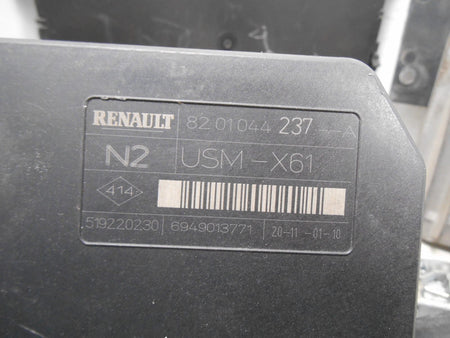 RENAULT 82 01 044 237 --A
N2 USM-X61
414
519220230 6949013771 20-11-01-10